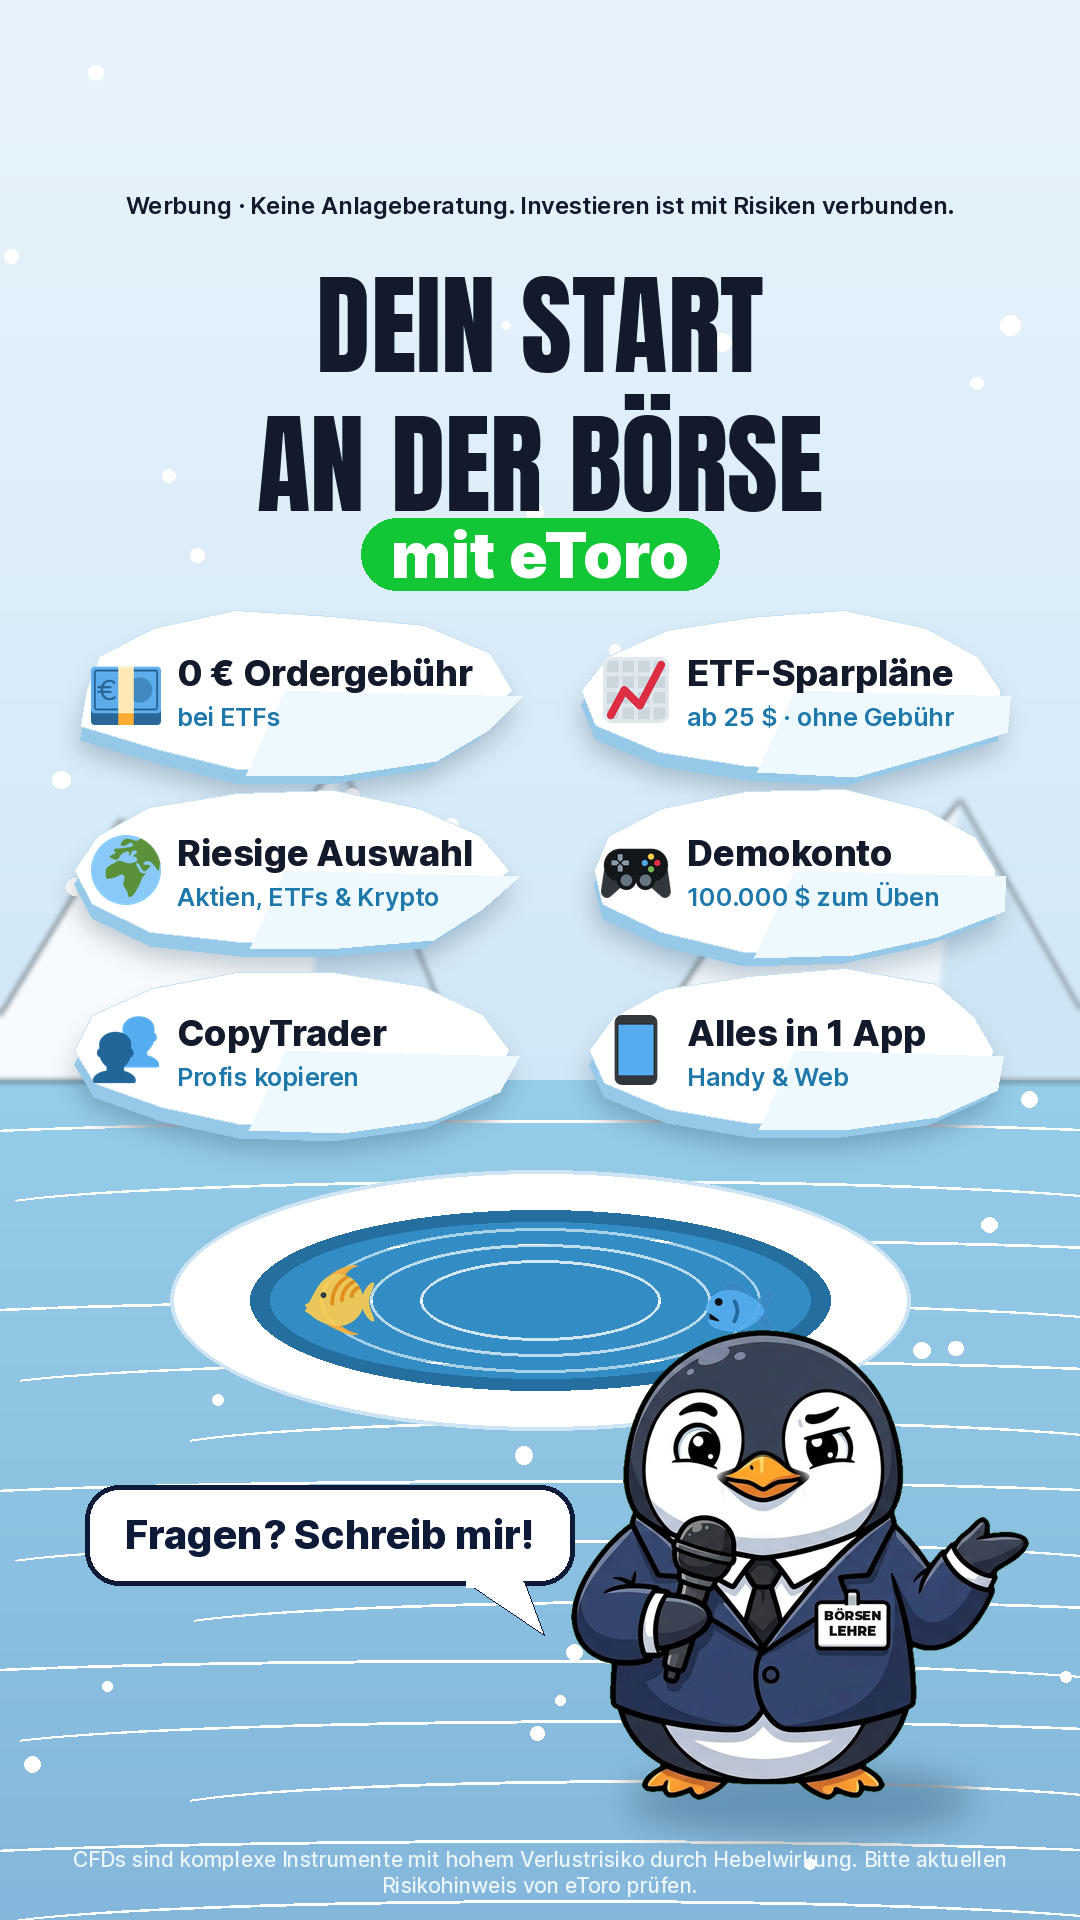 Werbung · Keine Anlageberatung. Investieren ist mit Risiken verbunden.
DEIN START
AN DER BÖRSE
mit eToro
0 € Ordergebühr
bei ETFs
ETF-Sparpläne
ab 25 $ · ohne Gebühr
Riesige Auswahl
Aktien, ETFs & Krypto
Demokonto
100.000 $ zum Üben
CopyTrader
Profis kopieren
Alles in 1 App
Handy & Web
Fragen? Schreib mir!
BÖRSEN
LEHRE
CFDs sind komplexe Instrumente mit hohem Verlustrisiko durch Hebelwirkung. Bitte aktuellen
Risikohinweis von eToro prüfen.